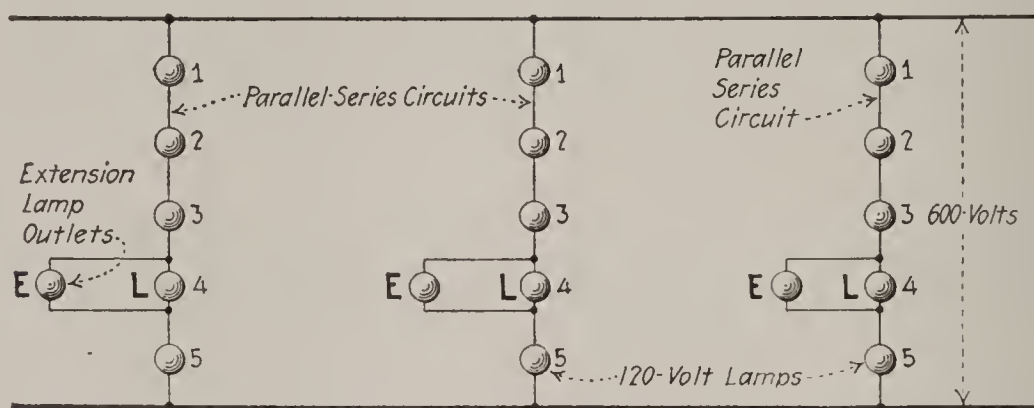 1
2
3
4
5
Parallel-Series Circuits
Extension
Lamp
Outlets
E
L
1
2
3
4
5
E
L
Parallel
Series
Circuit
1
2
3
4
5
E
L
600-Volts
120-Volt Lamps